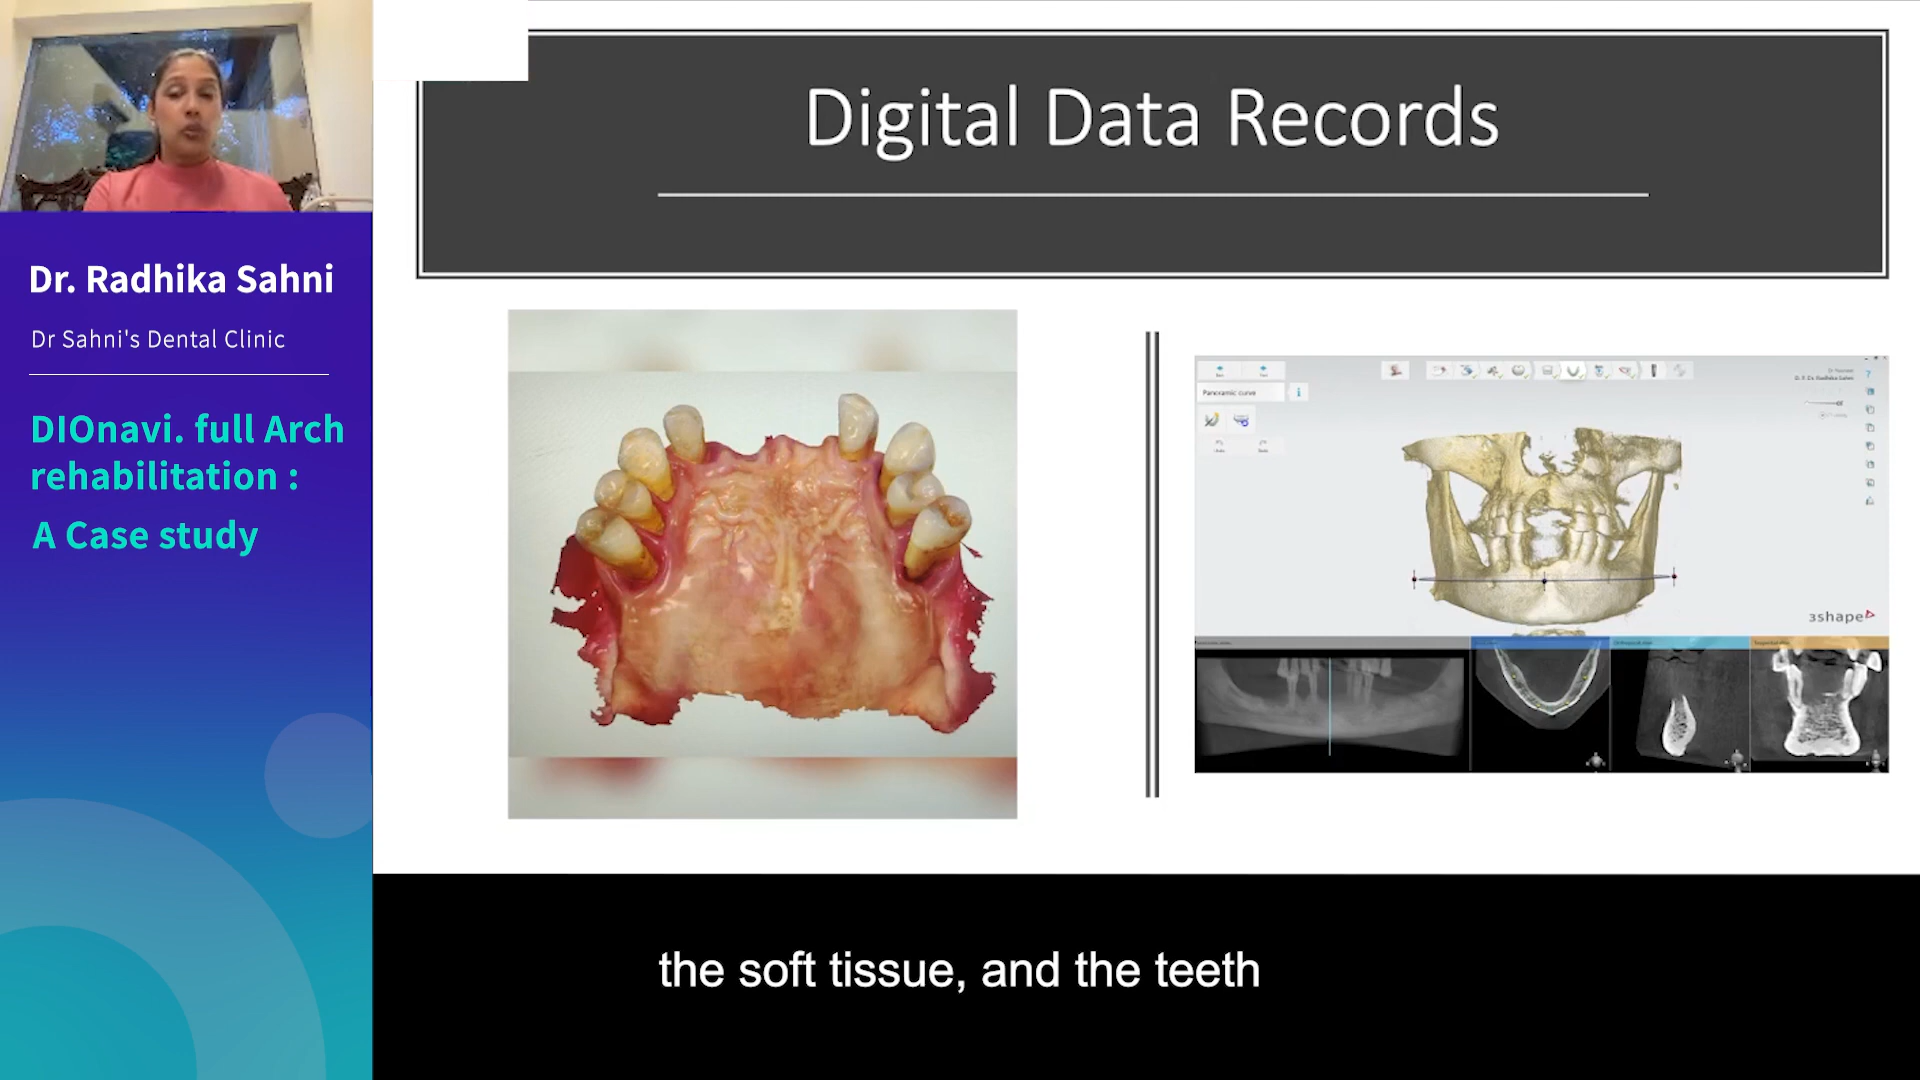 Digital Data Records
Dr. Radhika Sahni
Dr Sahni's Dental Clinic
DIOnavi. full Arch
rehabilitation :
A Case study
Panoramic curve
3shape
the soft tissue, and the teeth